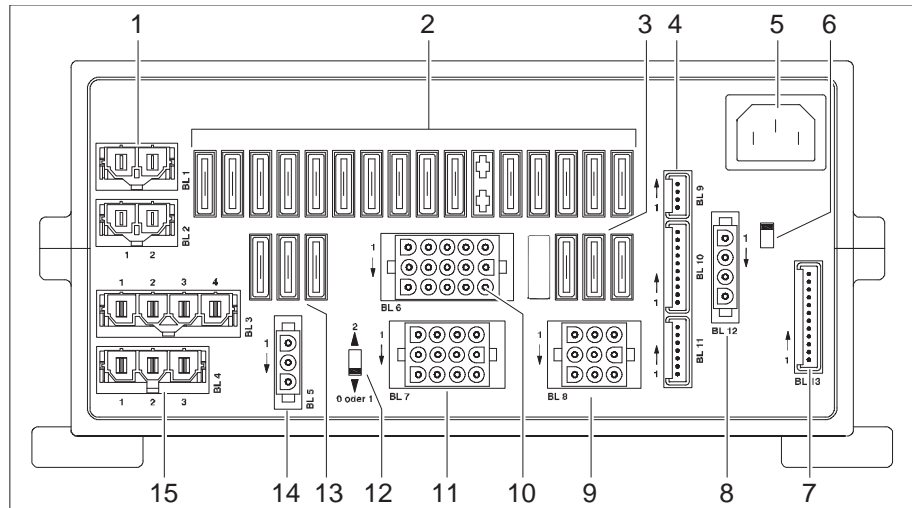 1 2 3 4 5 6
BL 1
BL 2
1 2
1 2 3 4
BL 3
BL 4
1 2 3
1
BL 5
2
0 oder 1
1
BL 6
1
BL 7
1
BL 8
1
BL 9
BL 10
1
1
BL 11
1
BL 12
1
BL 13
15 14 13 12 11 10 9 8 7